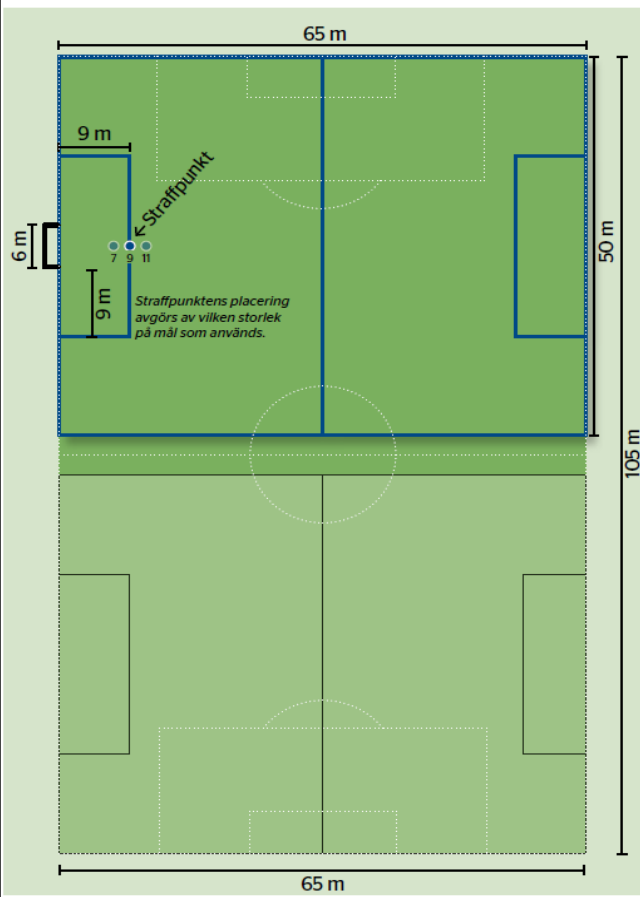 65 m
9 m
←Straffpunkt
6 m
7 9 11
50 m
9 m
Straffpunktens placering
avgörs av vilken storlek
på mål som används.
105 m
65 m